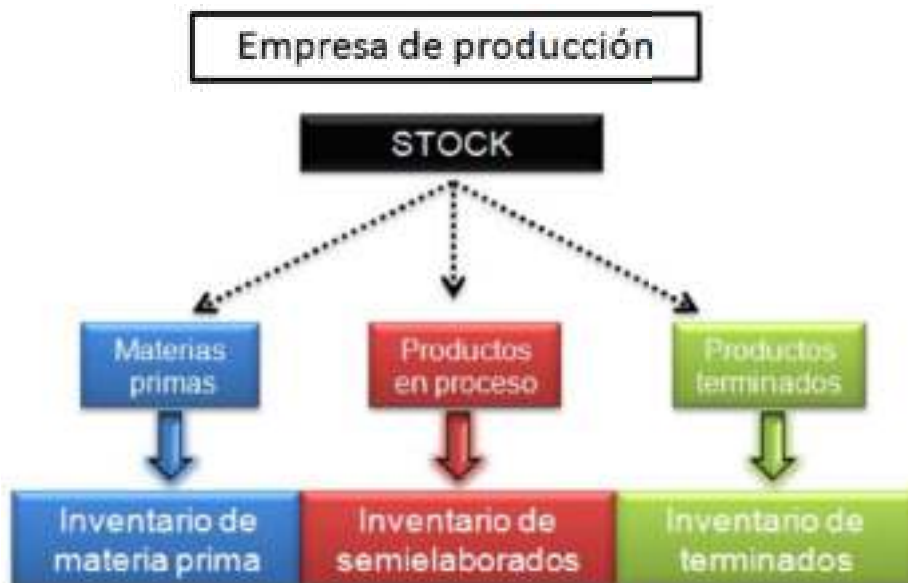 Empresa de producción
STOCK
Materias
primas
Productos
en proceso
Productos
terminados
Inventario de
materia prima
Inventario de
semielaborados
Inventario de
terminados